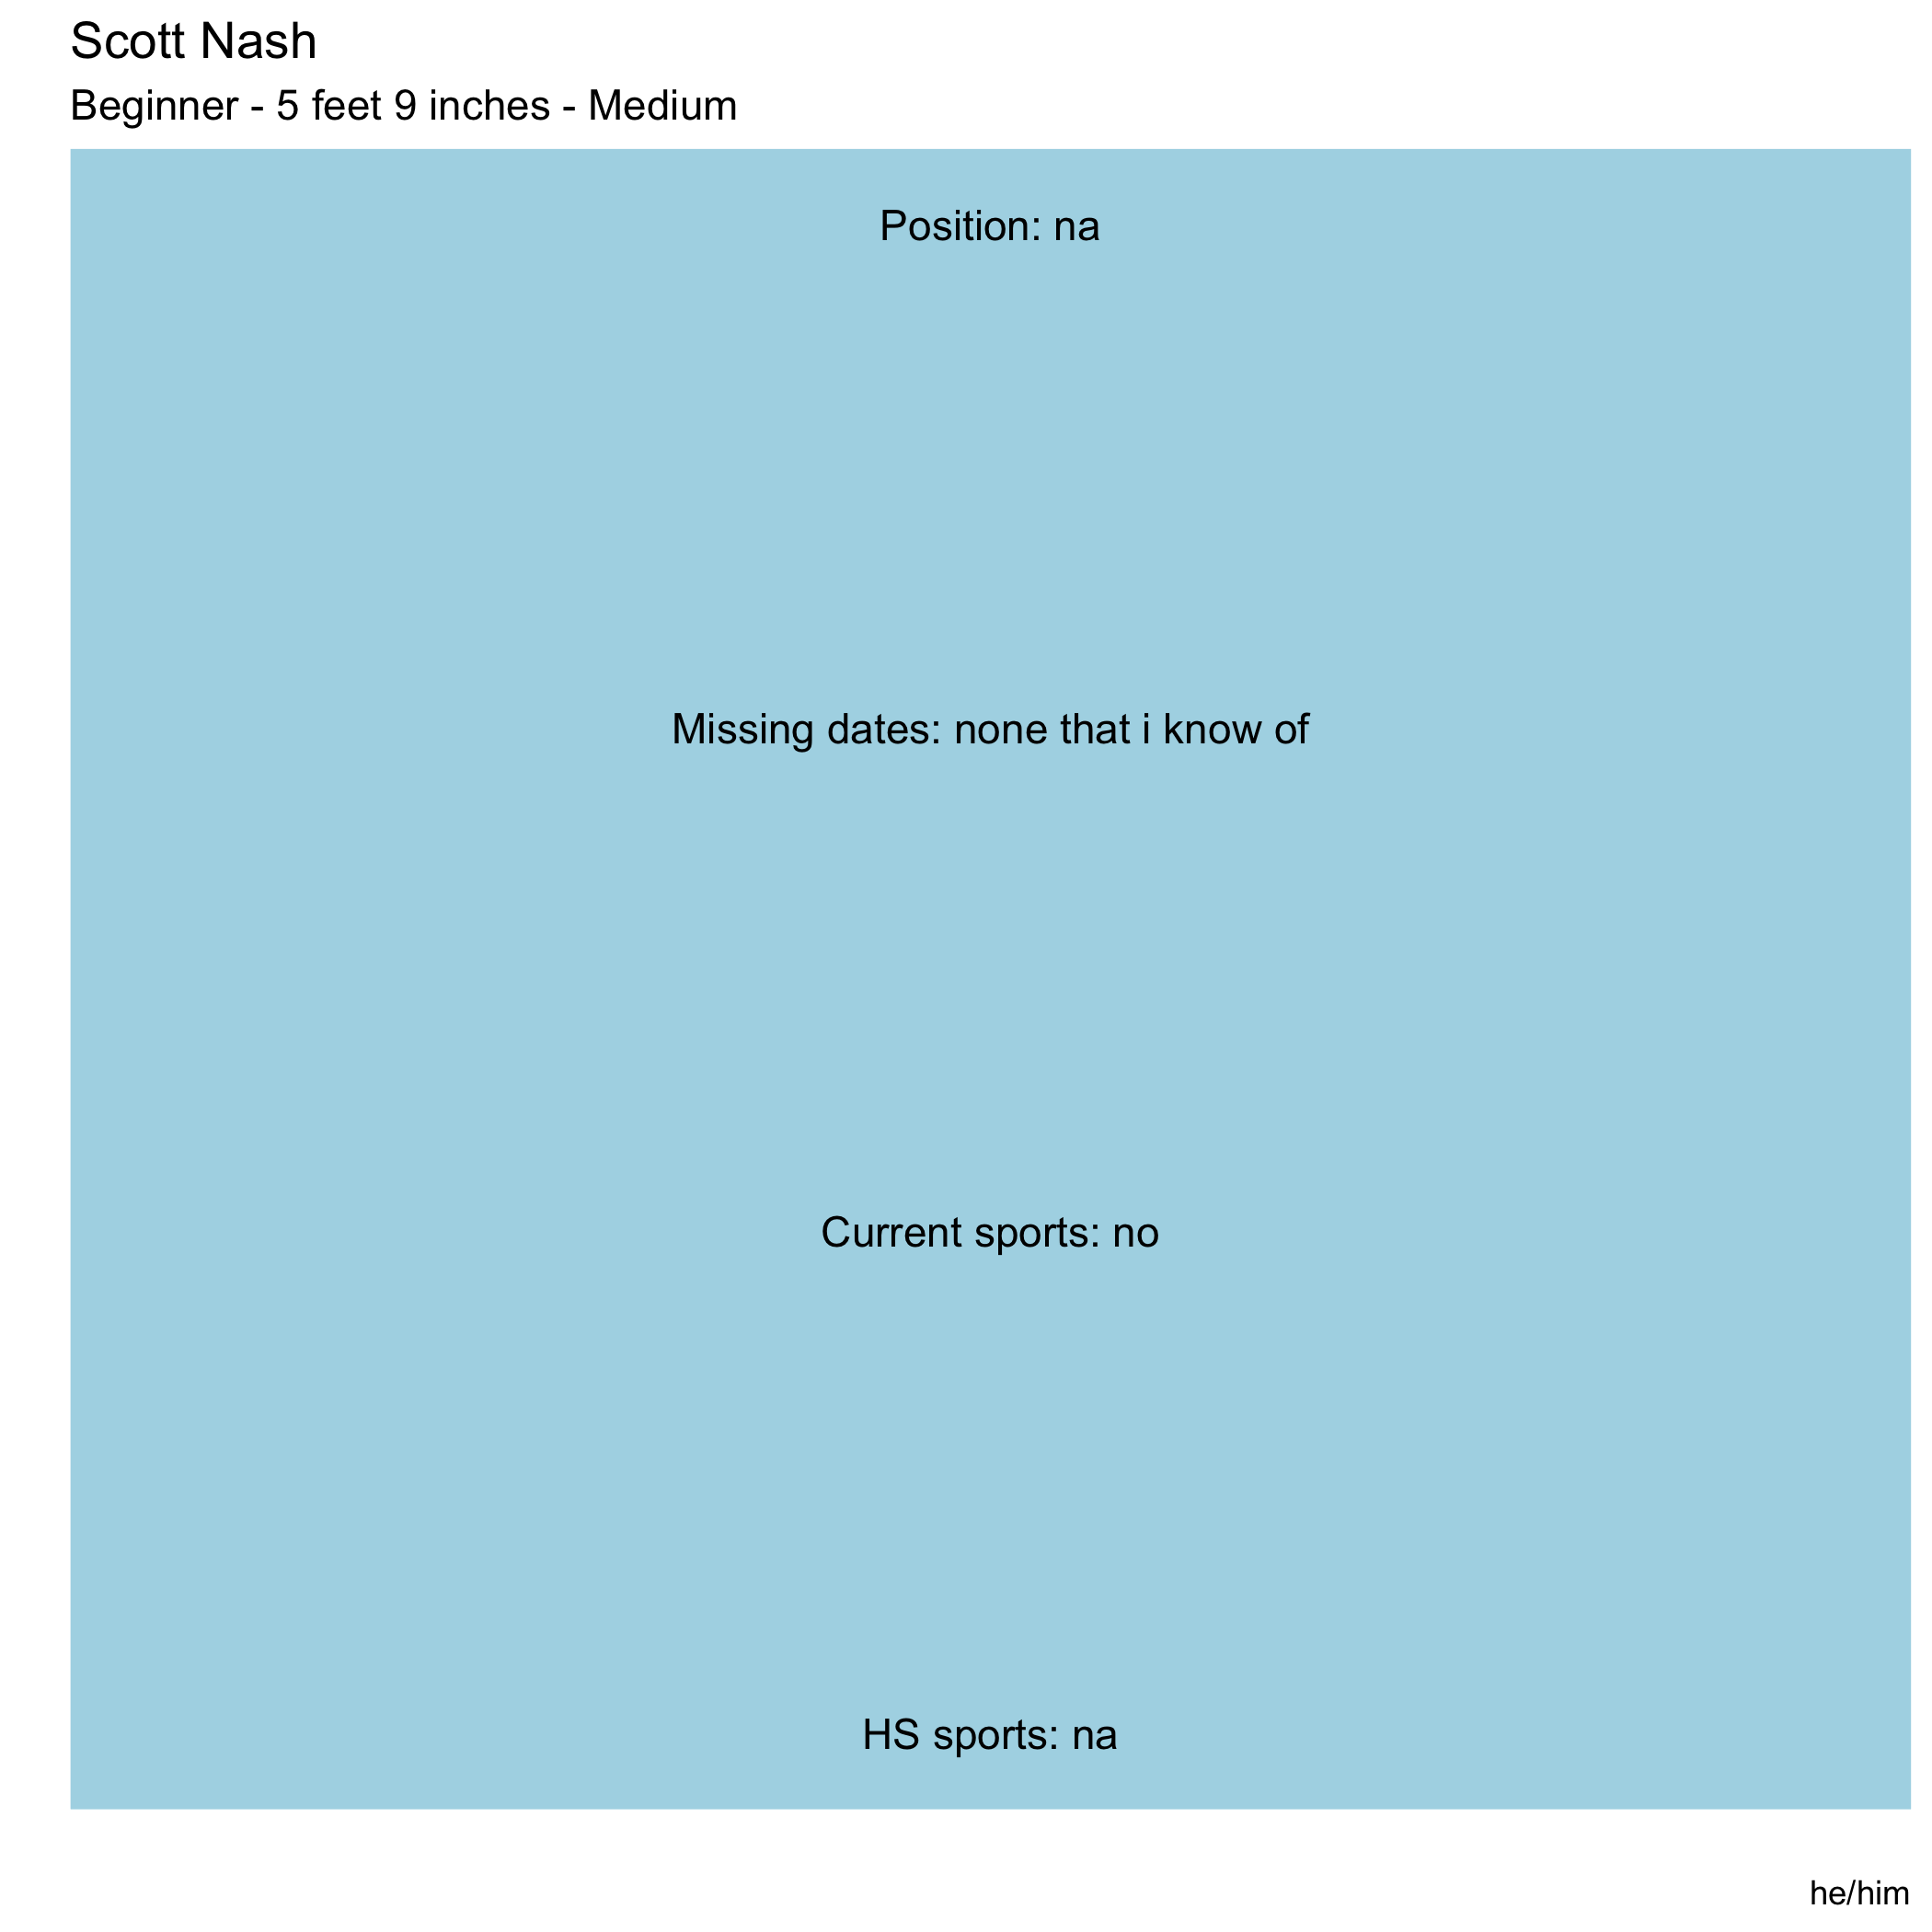 Scott Nash
Beginner - 5 feet 9 inches - Medium
Position: na
Missing dates: none that i know of
Current sports: no
HS sports: na
he/him